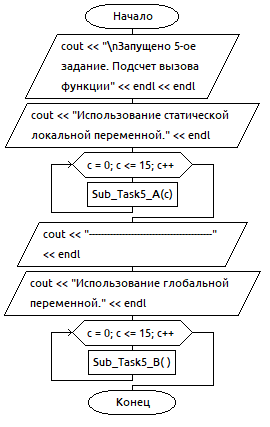 Начало
cout << "\nЗапущено 5-ое
задание. Подсчет вызова
функции" << endl << endl
cout << "Использование статической
локальной переменной." << endl
c = 0; c <= 15; c++
Sub_Task5_A(c)
cout << "----------------------------------------"
<< endl
cout << "Использование глобальной
переменной." << endl
c = 0; c <= 15; c++
Sub_Task5_B( )
Конец